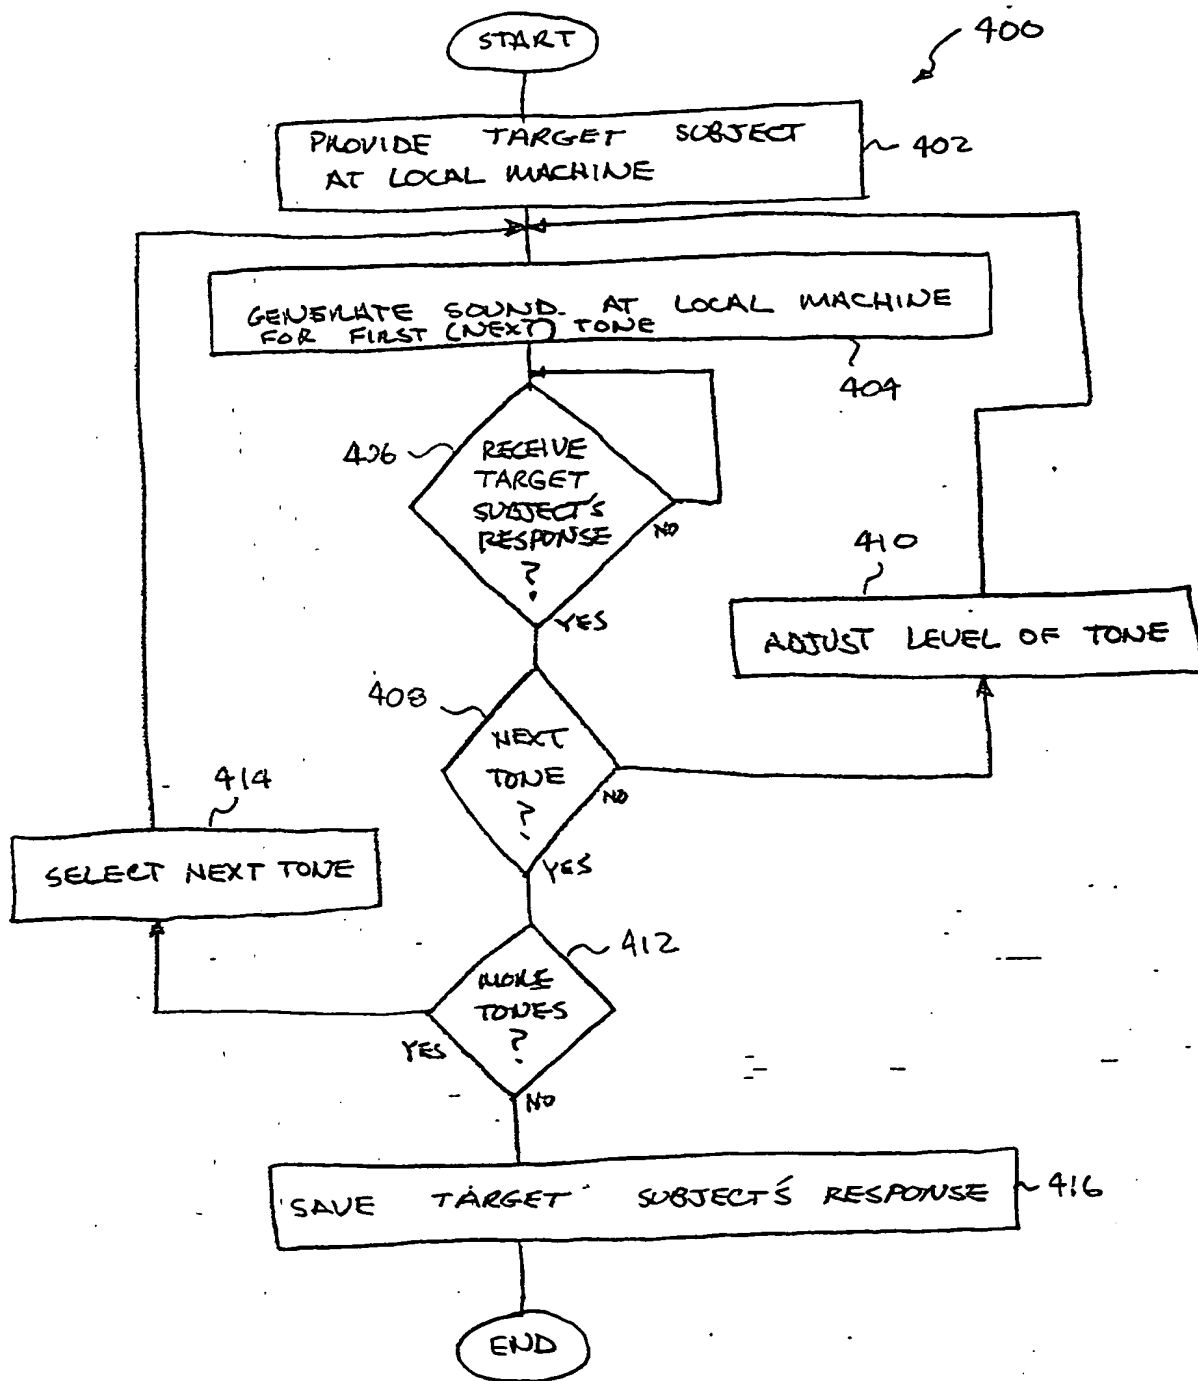 START
400
PROVIDE TARGET SUBJECT
AT LOCAL MACHINE
402
GENERATE SOUND. AT LOCAL MACHINE
FOR FIRST (NEXT) TONE
404
406
RECEIVE
TARGET
SUBJECT'S
RESPONSE
?
NO
YES
410
ADJUST LEVEL OF TONE
408
NEXT
TONE
?
NO
YES
414
SELECT NEXT TONE
412
MORE
TONES
?
YES
NO
SAVE TARGET SUBJECT'S RESPONSE
416
END